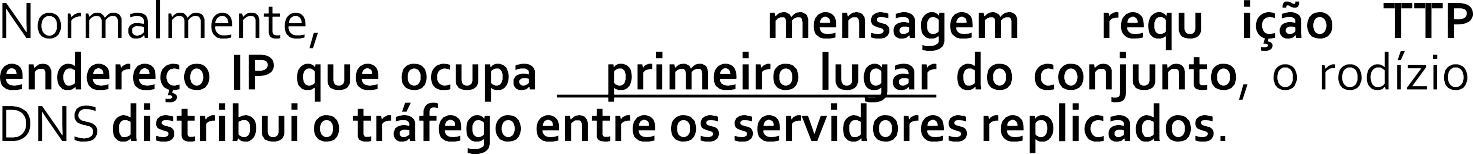 Normalmente, mensagem requ ição TTP
endereço IP que ocupa primeiro lugar do conjunto, o rodízio
DNS distribui o tráfego entre os servidores replicados.